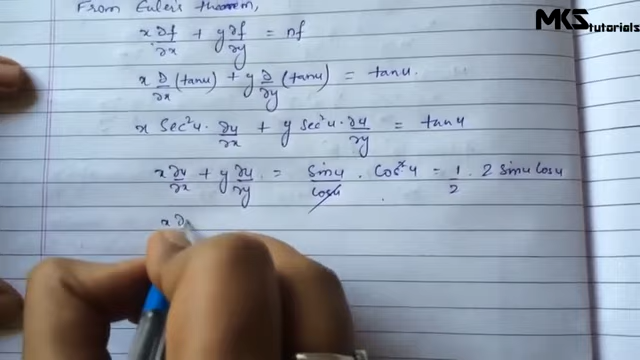 MKS tutorials
From Euler's theorem,
x ∂f/∂x + y ∂f/∂y = nf
x ∂/∂x (tanu) + y ∂/∂y (tanu) = tanu.
x sec²u · ∂u/∂x + y sec²u · ∂u/∂y = tanu
x ∂u/∂x + y ∂u/∂y = sinu/cosu · cos²u = 1/2 · 2 sinu cosu
x ∂